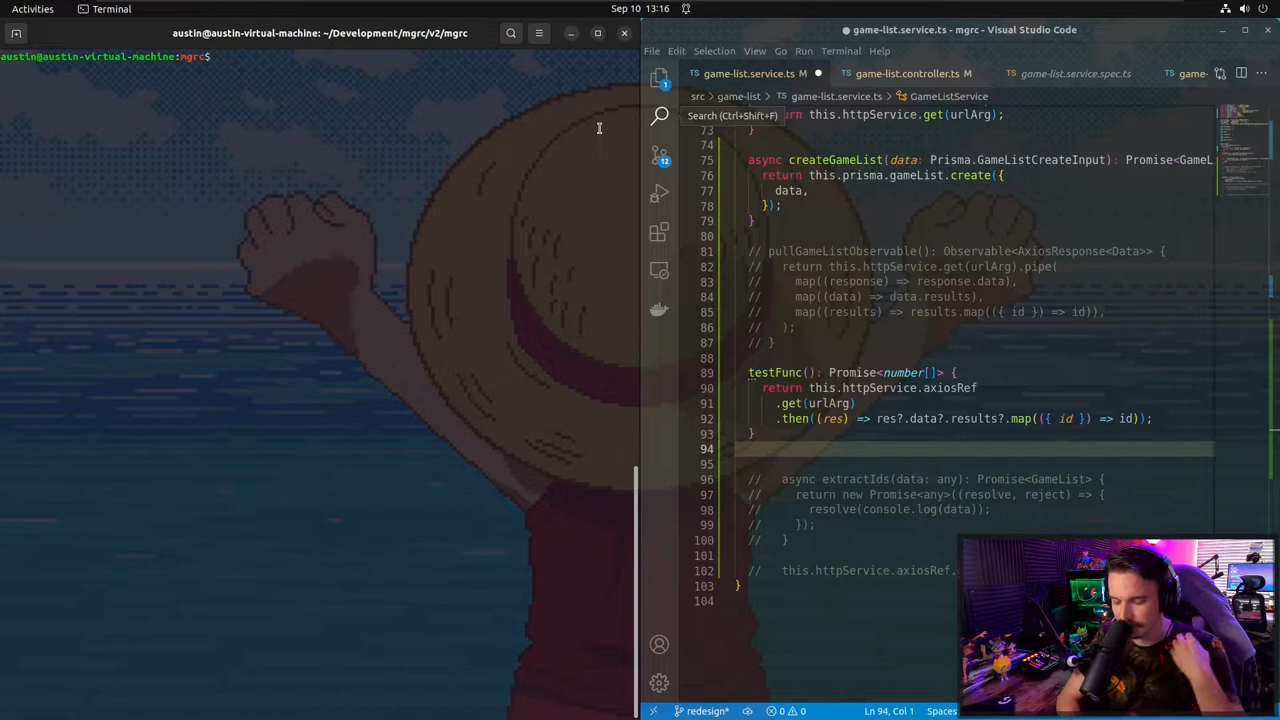 Activities
Terminal
Sep 10 13:16
austin@austin-virtual-machine: ~/Development/mgrc/v2/mgrc
austin@austin-virtual-machine:mgrc$
game-list.service.ts - mgrc - Visual Studio Code
File Edit Selection View Go Run Terminal Help
game-list.service.ts M
game-list.controller.ts M
game-list.service.spec.ts
game-
src > game-list > TS game-list.service.ts > GameListService
Search (Ctrl+Shift+F)
1
12
urn this.httpService.get(urlArg);
73 }
74
75 async createGameList(data: Prisma.GameListCreateInput): Promise<GameL
76 return this.prisma.gameList.create({
77 data,
78 });
79 }
80
81 // pullGameListObservable(): Observable<AxiosResponse<Data>> {
82 // return this.httpService.get(urlArg).pipe(
83 // map((response) => response.data),
84 // map((data) => data.results),
85 // map((results) => results.map(({ id }) => id)),
86 // );
87 // }
88
89 testFunc(): Promise<number[]> {
90 return this.httpService.axiosRef
91 .get(urlArg)
92 .then((res) => res?.data?.results?.map(({ id }) => id));
93 }
94
95
96 // async extractIds(data: any): Promise<GameList> {
97 // return new Promise<any>((resolve, reject) => {
98 // resolve(console.log(data));
99 // });
100 // }
101
102 // this.httpService.axiosRef.
103 }
104
redesign*
0 0
Ln 94, Col 1
Spaces